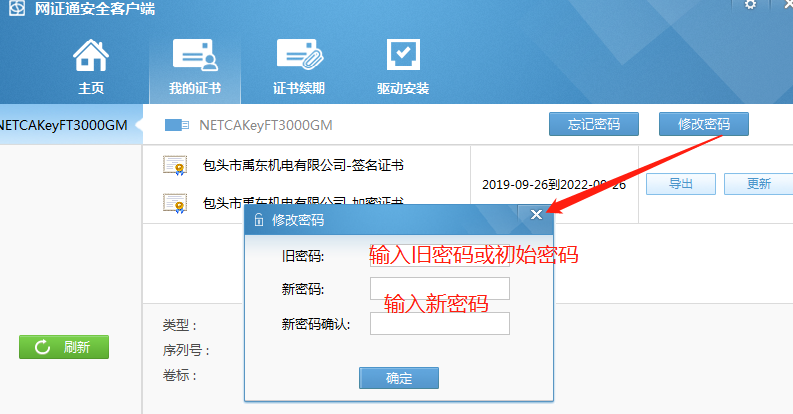 网证通安全客户端
主页
我的证书
证书续期
驱动安装
NETCAKeyFT3000GM
NETCAKeyFT3000GM
忘记密码
修改密码
包头市禹东机电有限公司-签名证书
2019-09-26到2022-09-26
导出
更新
包头市禹东机电有限公司-加密证书
修改密码
旧密码:
输入旧密码或初始密码
新密码:
输入新密码
新密码确认:
确定
类型 :
序列号 :
卷标 :
刷新